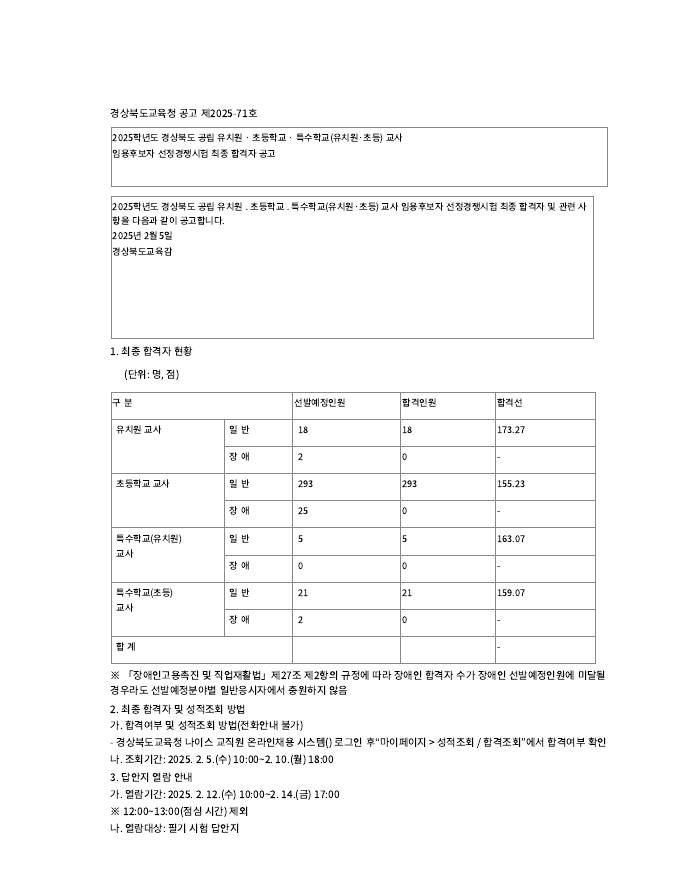 경상북도교육청 공고 제2025-71호
2025학년도 경상북도 공립 유치원 · 초등학교 · 특수학교(유치원·초등) 교사
임용후보자 선정경쟁시험 최종 합격자 공고
2025학년도 경상북도 공립 유치원 . 초등학교 . 특수학교(유치원·초등) 교사 임용후보자 선정경쟁시험 최종 합격자 및 관련 사
항을 다음과 같이 공고합니다.
2025년 2월 5일
경상북도교육감
1. 최종 합격자 현황
(단위: 명, 점)
구 분 선발예정인원 합격인원 합격선
유치원 교사 일 반 18 18 173.27
장 애 2 0 -
초등학교 교사 일 반 293 293 155.23
장 애 25 0 -
특수학교(유치원) 일 반 5 5 163.07
교사
장 애 0 0 -
특수학교(초등) 일 반 21 21 159.07
교사
장 애 2 0 -
합 계 -
※ 「장애인고용촉진 및 직업재활법」제27조 제2항의 규정에 따라 장애인 합격자 수가 장애인 선발예정인원에 미달될
경우라도 선발예정분야별 일반응시자에서 충원하지 않음
2. 최종 합격자 및 성적조회 방법
가. 합격여부 및 성적조회 방법(전화안내 불가)
- 경상북도교육청 나이스 교직원 온라인채용 시스템() 로그인 후“마이페이지 > 성적조회 / 합격조회”에서 합격여부 확인
나. 조회기간: 2025. 2. 5.(수) 10:00~2. 10.(월) 18:00
3. 답안지 열람 안내
가. 열람기간: 2025. 2. 12.(수) 10:00~2. 14.(금) 17:00
※ 12:00~13:00(점심 시간) 제외
나. 열람대상: 필기 시험 답안지